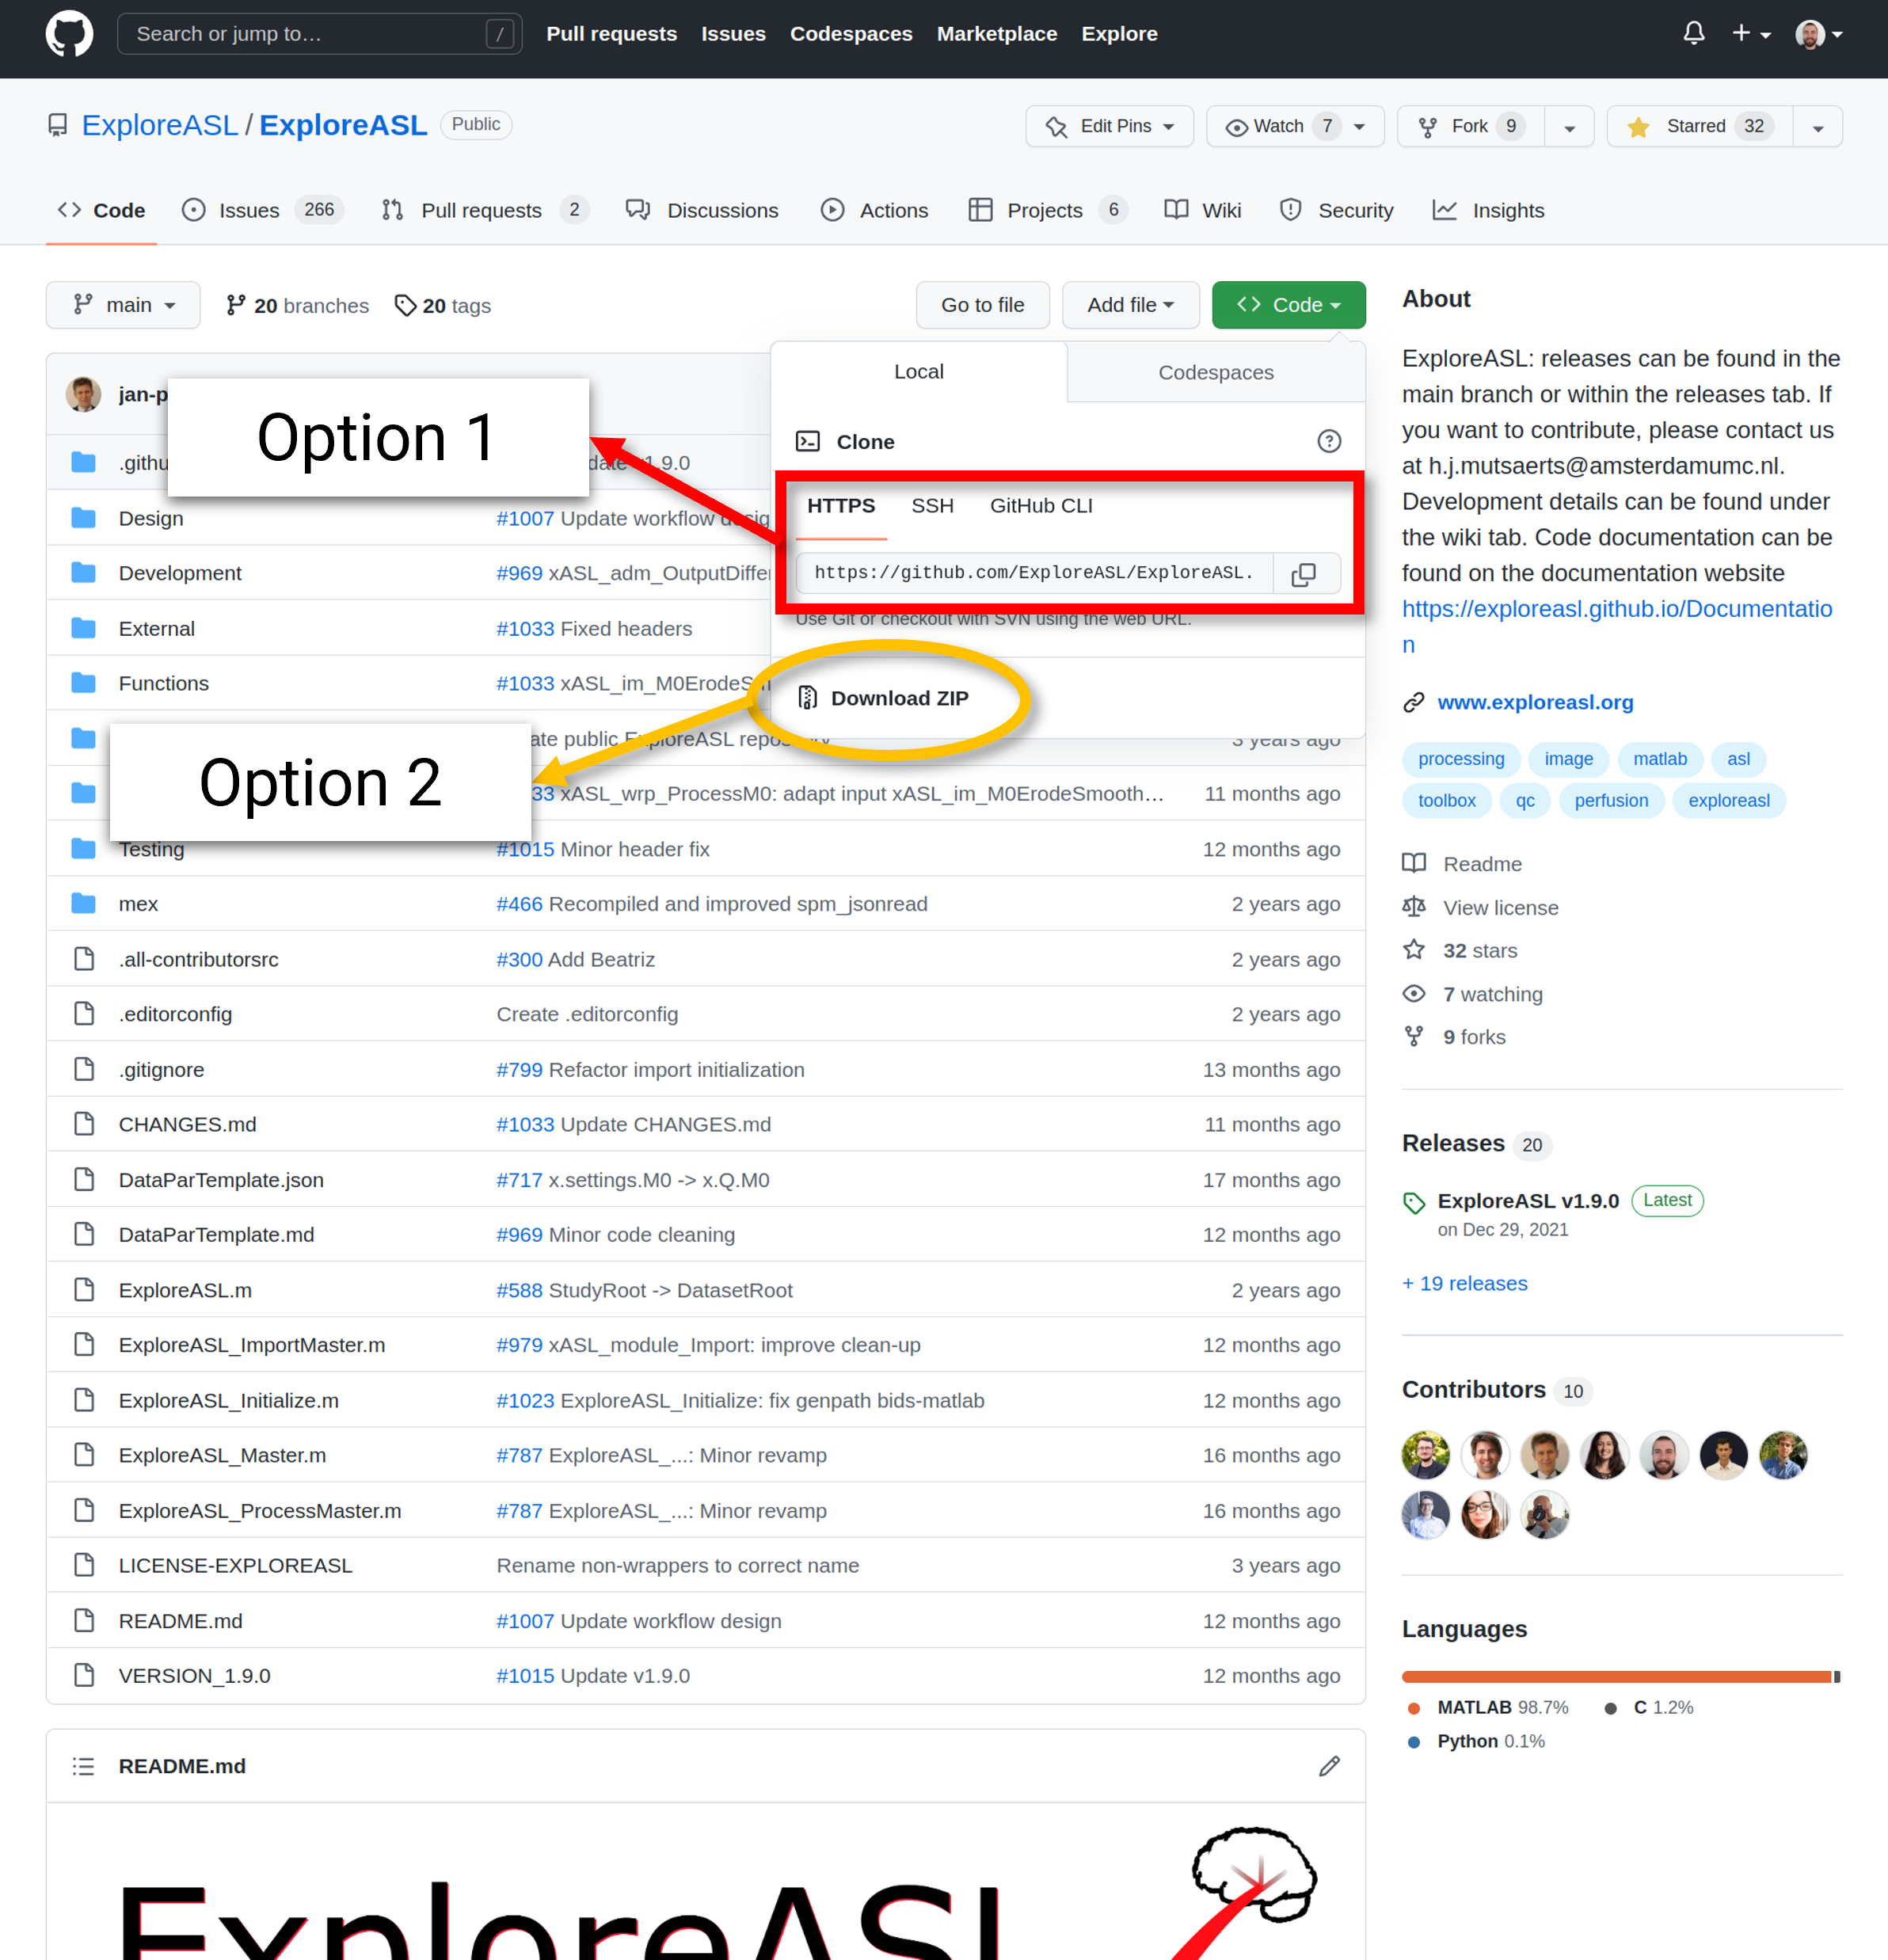 Search or jump to…
/
Pull requests
Issues
Codespaces
Marketplace
Explore
ExploreASL / ExploreASL
Public
Edit Pins
Watch 7
Fork 9
Starred 32
Code
Issues 266
Pull requests 2
Discussions
Actions
Projects 6
Wiki
Security
Insights
main
20 branches
20 tags
Go to file
Add file
Code
Local
Codespaces
Clone
HTTPS
SSH
GitHub CLI
https://github.com/ExploreASL/ExploreASL.
Use Git or checkout with SVN using the web URL.
Download ZIP
Option 1
Option 2
jan-p
.githu
date v1.9.0
Design
#1007 Update workflow desig
Development
#969 xASL_adm_OutputDiffe
External
#1033 Fixed headers
Functions
#1033 xASL_im_M0ErodeSm
ate public ExploreASL repository
3 years ago
33 xASL_wrp_ProcessM0: adapt input xASL_im_M0ErodeSmooth…
11 months ago
Testing
#1015 Minor header fix
12 months ago
mex
#466 Recompiled and improved spm_jsonread
2 years ago
.all-contributorsrc
#300 Add Beatriz
2 years ago
.editorconfig
Create .editorconfig
2 years ago
.gitignore
#799 Refactor import initialization
13 months ago
CHANGES.md
#1033 Update CHANGES.md
11 months ago
DataParTemplate.json
#717 x.settings.M0 -> x.Q.M0
17 months ago
DataParTemplate.md
#969 Minor code cleaning
12 months ago
ExploreASL.m
#588 StudyRoot -> DatasetRoot
2 years ago
ExploreASL_ImportMaster.m
#979 xASL_module_Import: improve clean-up
12 months ago
ExploreASL_Initialize.m
#1023 ExploreASL_Initialize: fix genpath bids-matlab
12 months ago
ExploreASL_Master.m
#787 ExploreASL_...: Minor revamp
16 months ago
ExploreASL_ProcessMaster.m
#787 ExploreASL_...: Minor revamp
16 months ago
LICENSE-EXPLOREASL
Rename non-wrappers to correct name
3 years ago
README.md
#1007 Update workflow design
12 months ago
VERSION_1.9.0
#1015 Update v1.9.0
12 months ago
README.md
ExploreASL
About
ExploreASL: releases can be found in the
main branch or within the releases tab. If
you want to contribute, please contact us
at h.j.mutsaerts@amsterdamumc.nl.
Development details can be found under
the wiki tab. Code documentation can be
found on the documentation website
https://exploreasl.github.io/Documentatio
n
www.exploreasl.org
processing image matlab asl
toolbox qc perfusion exploreasl
Readme
View license
32 stars
7 watching
9 forks
Releases 20
ExploreASL v1.9.0 Latest
on Dec 29, 2021
+ 19 releases
Contributors 10
Languages
MATLAB 98.7%
C 1.2%
Python 0.1%